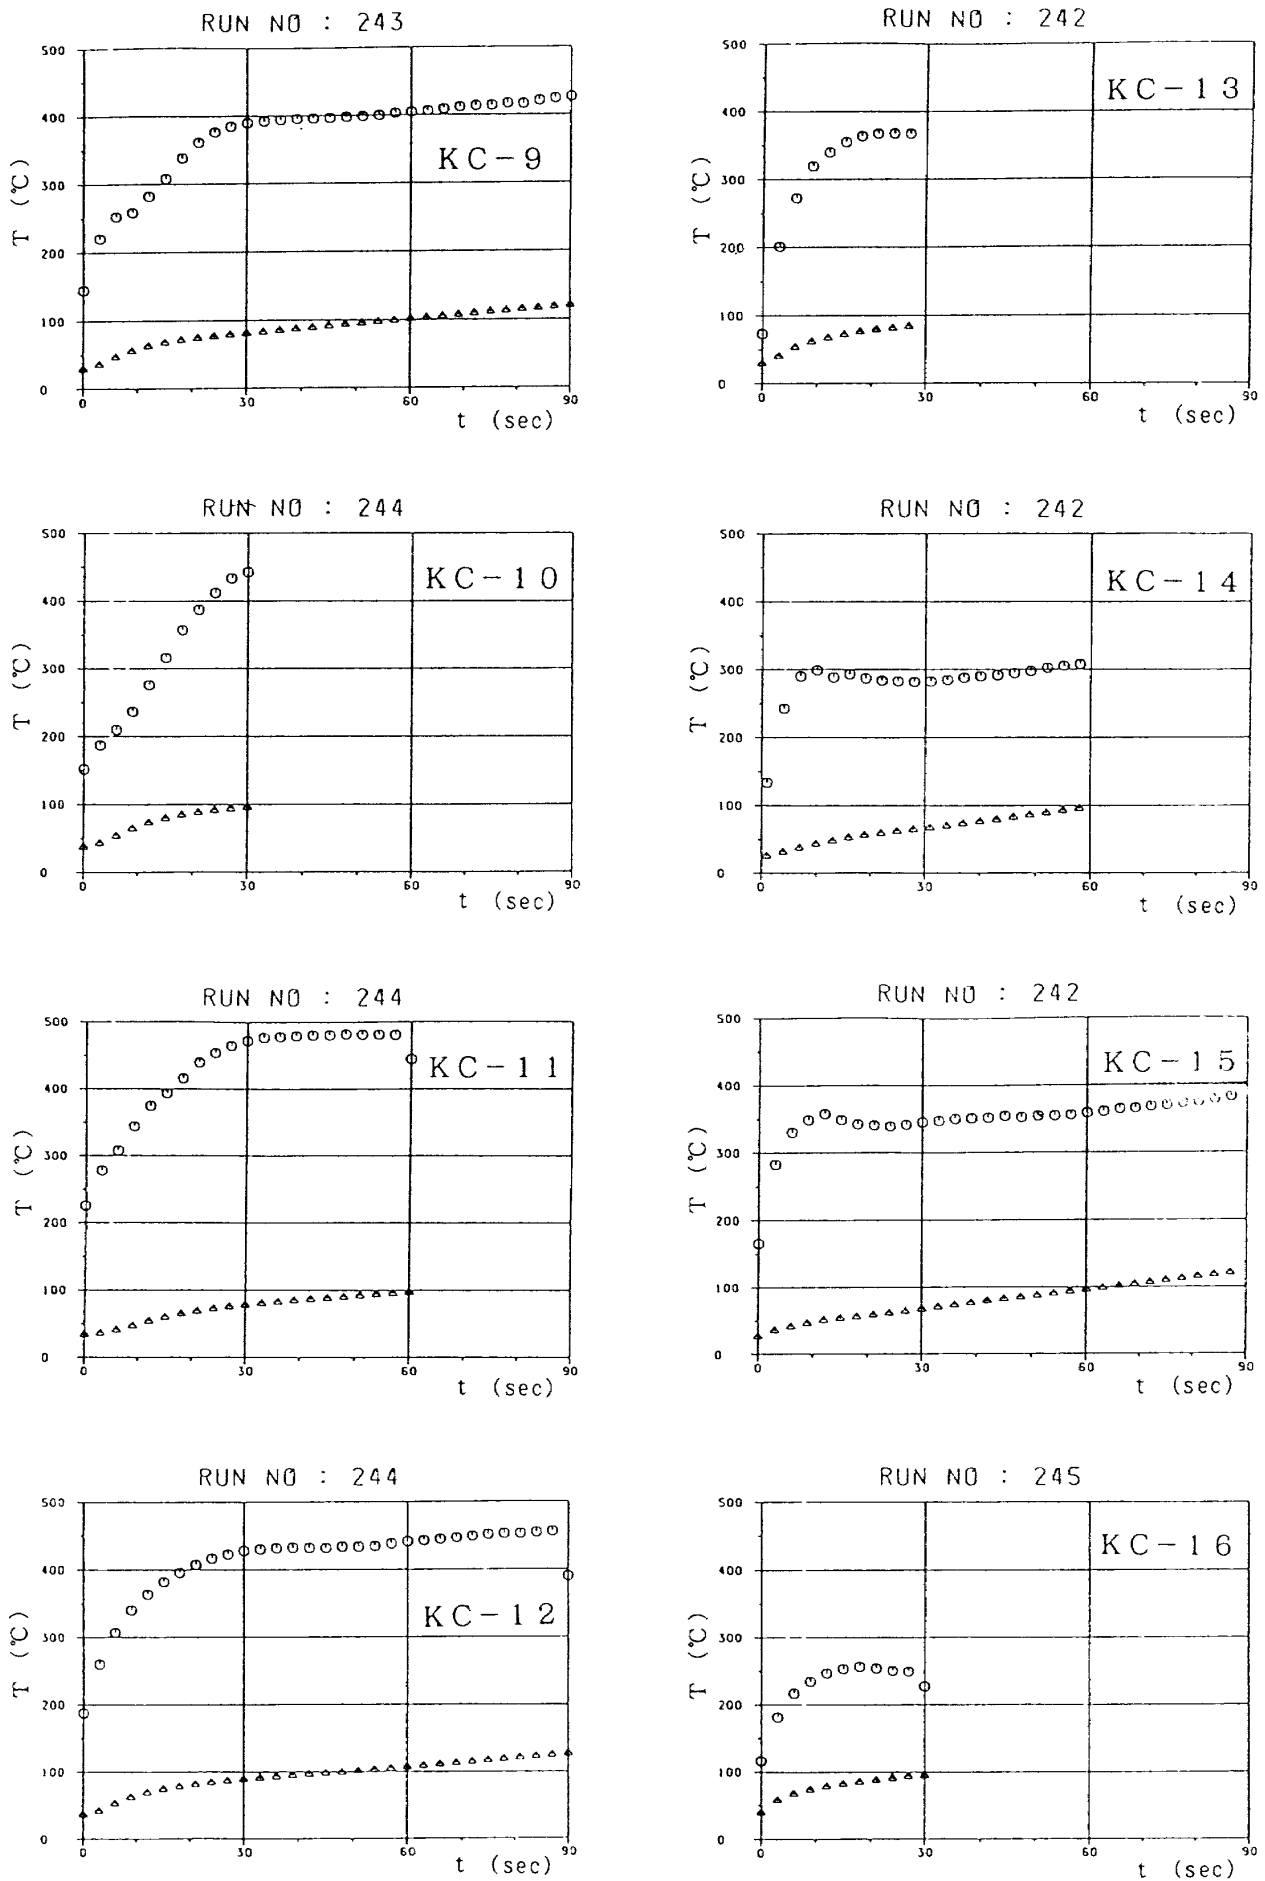 RUN NO : 243
500
400
300
200
100
0
T (℃)
KC-9
0 30 60 90
t (sec)
RUN NO : 244
500
400
300
200
100
0
T (℃)
KC-10
0 30 60 90
t (sec)
RUN NO : 244
500
400
300
200
100
0
T (℃)
KC-11
0 30 60 90
t (sec)
RUN NO : 244
500
400
300
200
100
0
T (℃)
KC-12
0 30 60 90
t (sec)
RUN NO : 242
500
400
300
200
100
0
T (℃)
KC-13
0 30 60 90
t (sec)
RUN NO : 242
500
400
300
200
100
0
T (℃)
KC-14
0 30 60 90
t (sec)
RUN NO : 242
500
400
300
200
100
0
T (℃)
KC-15
0 30 60 90
t (sec)
RUN NO : 245
500
400
300
200
100
0
T (℃)
KC-16
0 30 60 90
t (sec)